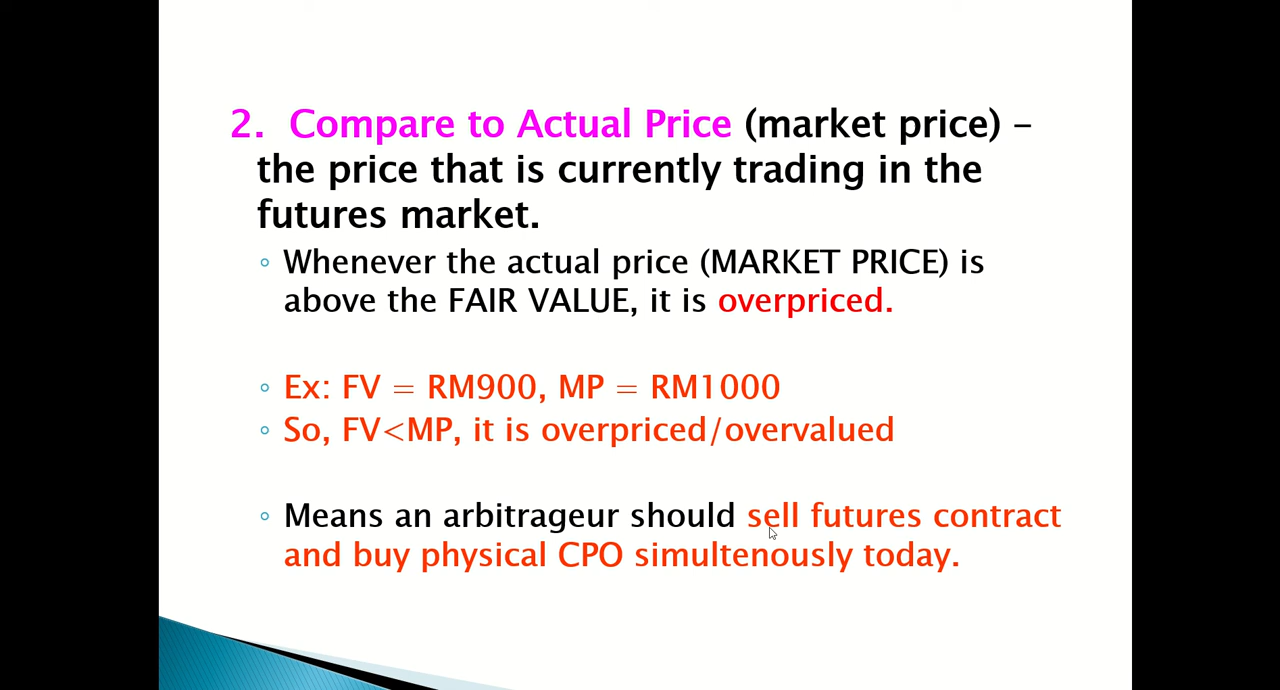 2. Compare to Actual Price (market price) –
the price that is currently trading in the
futures market.
◦ Whenever the actual price (MARKET PRICE) is
above the FAIR VALUE, it is overpriced.
◦ Ex: FV = RM900, MP = RM1000
◦ So, FV<MP, it is overpriced/overvalued
◦ Means an arbitrageur should sell futures contract
and buy physical CPO simultenously today.